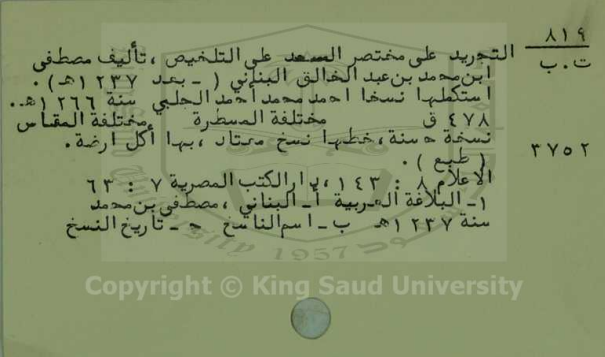 ٨١٩
ت.ب
التجريد على مختصر السعد على التلخيص ، تأليف مصطفى
ابن محمد بن عبد الخالق البناني ( - بعد ١٢٣٧هـ) .
استكملها نسخا احمد محمد أحمد الحلبي سنة ١٢٦٦هـ.
٤٧٨ ق مختلفة المسطرة مختلفة المقاس
نسخة حسنة ، خطها نسخ معتاد ، بها أكل ارضة . ٣٧٥٢
( طبع ) .
الاعلام ٨ : ١٤٣ ، دار الكتب المصرية ٧ : ٦٣
١- البلاغة العربية أ- البناني ، مصطفى بن محمد
سنة ١٢٣٧هـ ب - اسم الناسخ ج - تاريخ النسخ
1957
Copyright © King Saud University